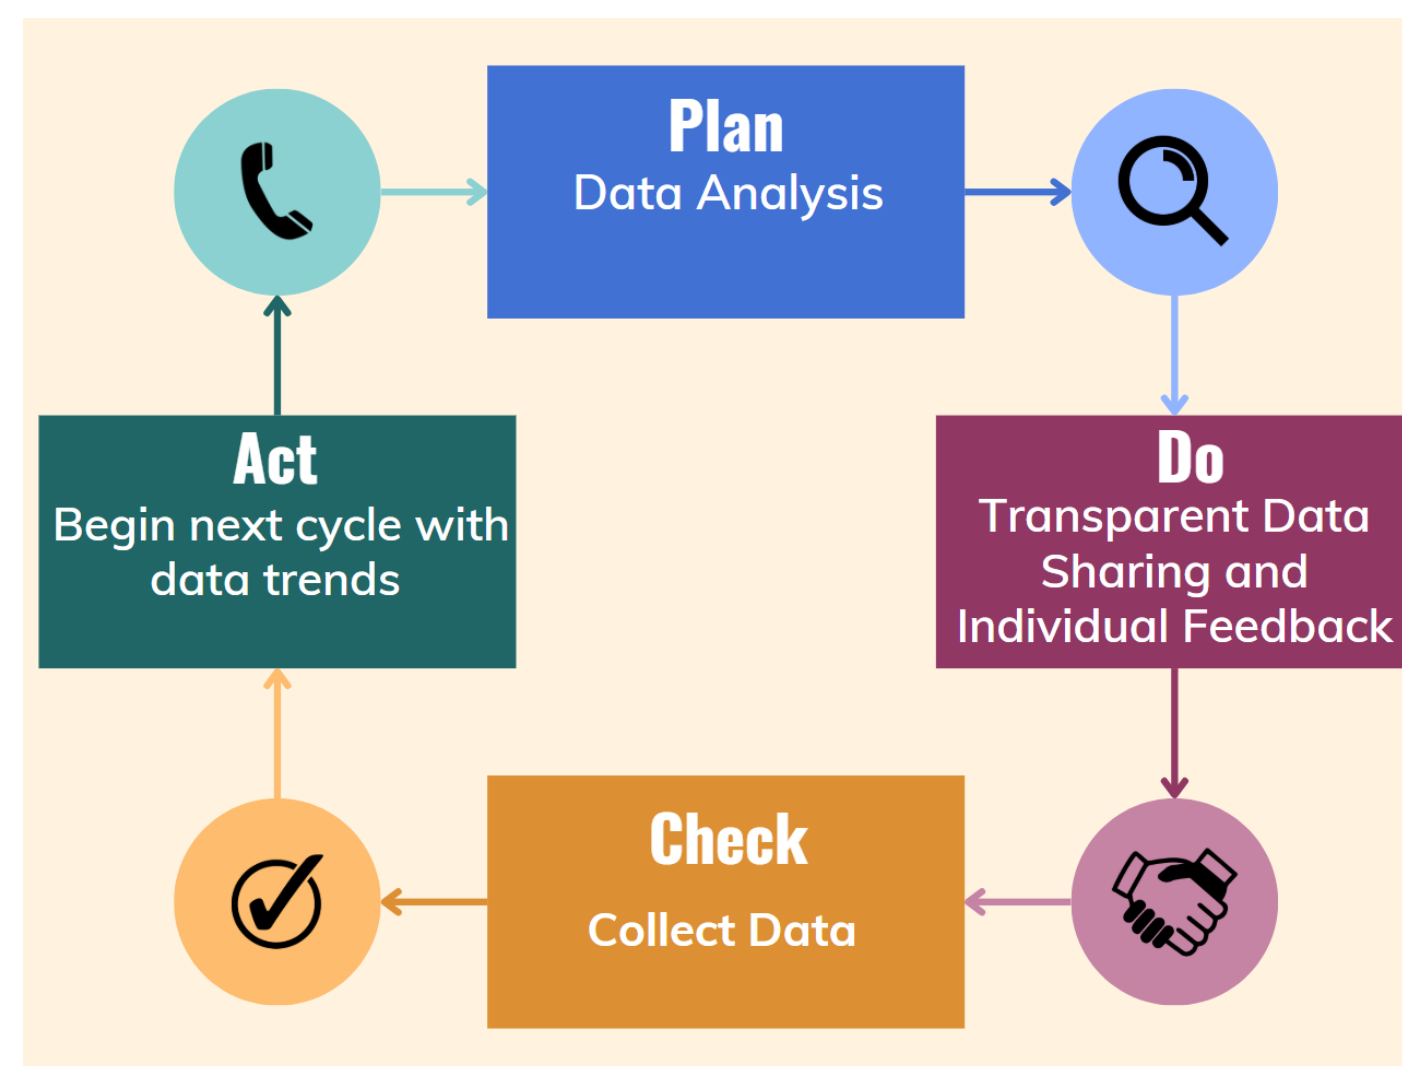 Plan
Data Analysis
Act
Begin next cycle with
data trends
Do
Transparent Data
Sharing and
Individual Feedback
Check
Collect Data